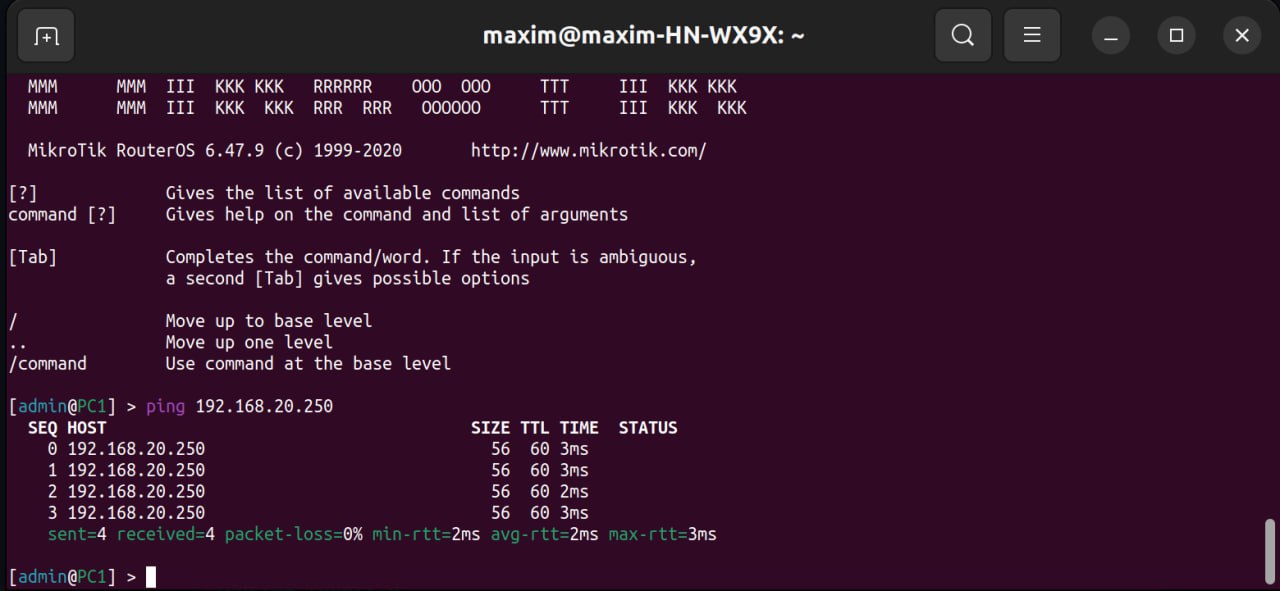 maxim@maxim-HN-WX9X: ~
MMM      MMM  III  KKK KKK   RRRRRR    OOO  OOO     TTT     III  KKK KKK
MMM      MMM  III  KKK  KKK  RRR  RRR   OOOOOO      TTT     III  KKK  KKK
MikroTik RouterOS 6.47.9 (c) 1999-2020       http://www.mikrotik.com/
[?]             Gives the list of available commands
command [?]     Gives help on the command and list of arguments
[Tab]           Completes the command/word. If the input is ambiguous,
a second [Tab] gives possible options
/               Move up to base level
..              Move up one level
/command        Use command at the base level
[admin@PC1] > ping 192.168.20.250
SEQ HOST                                     SIZE TTL TIME  STATUS
0 192.168.20.250                             56  60 3ms
1 192.168.20.250                             56  60 3ms
2 192.168.20.250                             56  60 2ms
3 192.168.20.250                             56  60 3ms
sent=4 received=4 packet-loss=0% min-rtt=2ms avg-rtt=2ms max-rtt=3ms
[admin@PC1] >